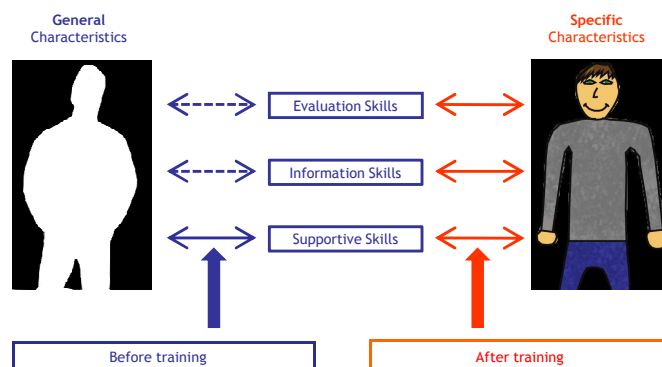 General
Characteristics
Specific
Characteristics
Evaluation Skills
Information Skills
Supportive Skills
Before training
After training